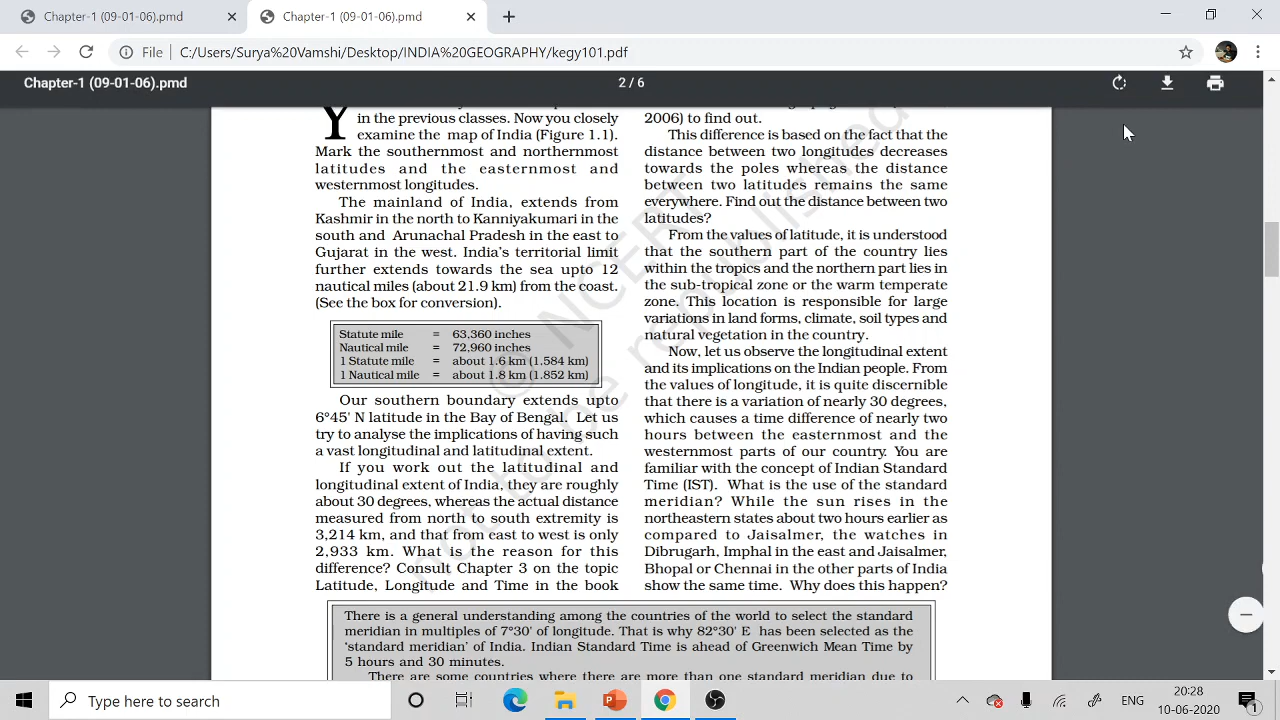 Chapter-1 (09-01-06).pmd
Chapter-1 (09-01-06).pmd
File
C:/Users/Surya%20Vamshi/Desktop/INDIA%20GEOGRAPHY/kegy101.pdf
Chapter-1 (09-01-06).pmd
2 / 6
Y
in the previous classes. Now you closely
examine the map of India (Figure 1.1).
Mark the southernmost and northernmost
latitudes and the easternmost and
westernmost longitudes.
The mainland of India, extends from
Kashmir in the north to Kanniyakumari in the
south and Arunachal Pradesh in the east to
Gujarat in the west. India's territorial limit
further extends towards the sea upto 12
nautical miles (about 21.9 km) from the coast.
(See the box for conversion).
Statute mile = 63,360 inches
Nautical mile = 72,960 inches
1 Statute mile = about 1.6 km (1.584 km)
1 Nautical mile = about 1.8 km (1.852 km)
Our southern boundary extends upto
6°45' N latitude in the Bay of Bengal. Let us
try to analyse the implications of having such
a vast longitudinal and latitudinal extent.
If you work out the latitudinal and
longitudinal extent of India, they are roughly
about 30 degrees, whereas the actual distance
measured from north to south extremity is
3,214 km, and that from east to west is only
2,933 km. What is the reason for this
difference? Consult Chapter 3 on the topic
Latitude, Longitude and Time in the book
2006) to find out.
This difference is based on the fact that the
distance between two longitudes decreases
towards the poles whereas the distance
between two latitudes remains the same
everywhere. Find out the distance between two
latitudes?
From the values of latitude, it is understood
that the southern part of the country lies
within the tropics and the northern part lies in
the sub-tropical zone or the warm temperate
zone. This location is responsible for large
variations in land forms, climate, soil types and
natural vegetation in the country.
Now, let us observe the longitudinal extent
and its implications on the Indian people. From
the values of longitude, it is quite discernible
that there is a variation of nearly 30 degrees,
which causes a time difference of nearly two
hours between the easternmost and the
westernmost parts of our country. You are
familiar with the concept of Indian Standard
Time (IST). What is the use of the standard
meridian? While the sun rises in the
northeastern states about two hours earlier as
compared to Jaisalmer, the watches in
Dibrugarh, Imphal in the east and Jaisalmer,
Bhopal or Chennai in the other parts of India
show the same time. Why does this happen?
There is a general understanding among the countries of the world to select the standard
meridian in multiples of 7°30' of longitude. That is why 82°30' E has been selected as the
'standard meridian' of India. Indian Standard Time is ahead of Greenwich Mean Time by
5 hours and 30 minutes.
There are some countries where there are more than one standard meridian due to
© NCERT
not to be republished
Type here to search
ENG
20:28
10-06-2020
1